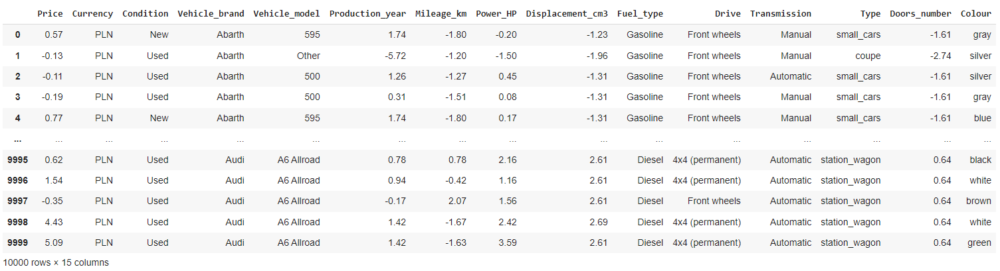 Price Currency Condition Vehicle_brand Vehicle_model Production_year Mileage_km Power_HP Displacement_cm3 Fuel_type Drive Transmission Type Doors_number Colour
0 0.57 PLN New Abarth 595 1.74 -1.80 -0.20 -1.23 Gasoline Front wheels Manual small_cars -1.61 gray
1 -0.13 PLN Used Abarth Other -5.72 -1.20 -1.50 -1.96 Gasoline Front wheels Manual coupe -2.74 silver
2 -0.11 PLN Used Abarth 500 1.26 -1.27 0.45 -1.31 Gasoline Front wheels Automatic small_cars -1.61 silver
3 -0.19 PLN Used Abarth 500 0.31 -1.51 0.08 -1.31 Gasoline Front wheels Manual small_cars -1.61 gray
4 0.77 PLN New Abarth 595 1.74 -1.80 0.17 -1.31 Gasoline Front wheels Manual small_cars -1.61 blue
... ... ... ... ... ... ... ... ... ... ... ... ... ... ... ...
9995 0.62 PLN Used Audi A6 Allroad 0.78 0.78 2.16 2.61 Diesel 4x4 (permanent) Automatic station_wagon 0.64 black
9996 1.54 PLN Used Audi A6 Allroad 0.94 -0.42 1.16 2.61 Diesel 4x4 (permanent) Automatic station_wagon 0.64 white
9997 -0.35 PLN Used Audi A6 Allroad -0.17 2.07 1.56 2.61 Diesel Front wheels Automatic station_wagon 0.64 brown
9998 4.43 PLN Used Audi A6 Allroad 1.42 -1.67 2.42 2.69 Diesel 4x4 (permanent) Automatic station_wagon 0.64 white
9999 5.09 PLN Used Audi A6 Allroad 1.42 -1.63 3.59 2.61 Diesel 4x4 (permanent) Automatic station_wagon 0.64 green
10000 rows × 15 columns